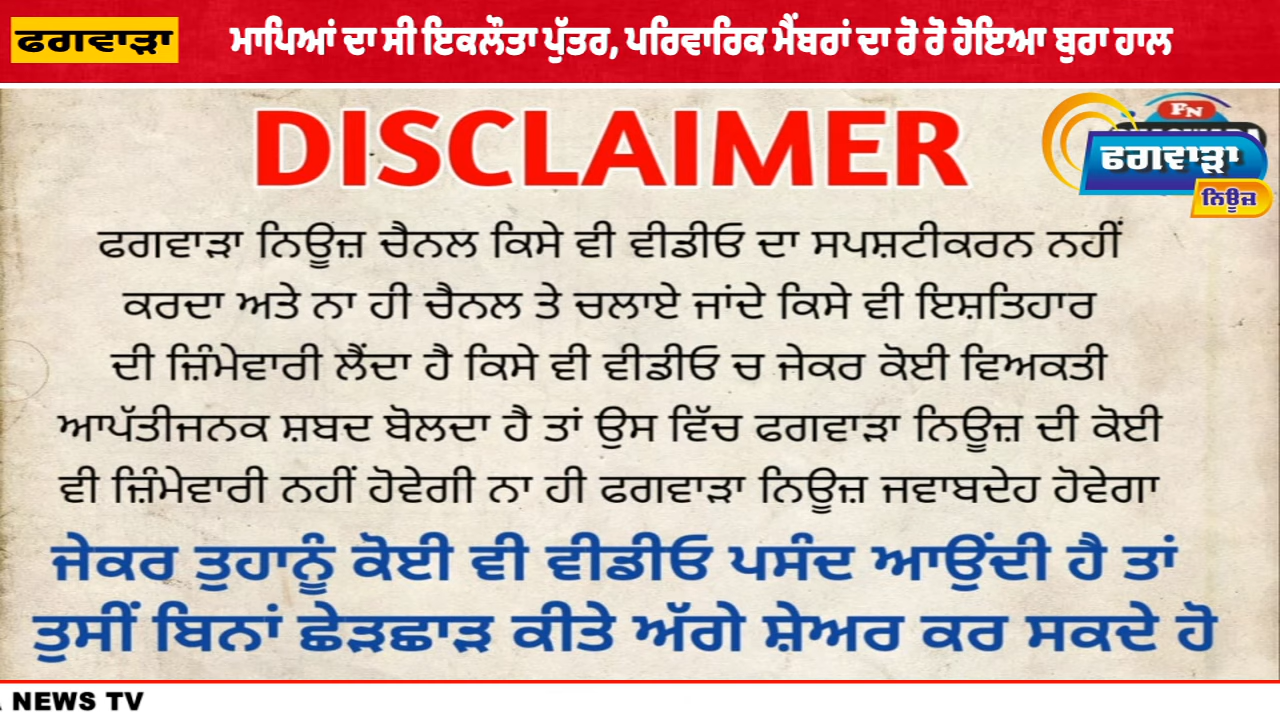 ਫਗਵਾੜਾ
ਮਾਪਿਆਂ ਦਾ ਸੀ ਇਕਲੌਤਾ ਪੁੱਤਰ, ਪਰਿਵਾਰਿਕ ਮੈਂਬਰਾਂ ਦਾ ਰੋ ਰੋ ਹੋਇਆ ਬੁਰਾ ਹਾਲ
DISCLAIMER
FN
ਫਗਵਾੜਾ
ਨਿਊਜ਼
ਫਗਵਾੜਾ ਨਿਊਜ਼ ਚੈਨਲ ਕਿਸੇ ਵੀ ਵੀਡੀਓ ਦਾ ਸਪਸ਼ਟੀਕਰਨ ਨਹੀਂ
ਕਰਦਾ ਅਤੇ ਨਾ ਹੀ ਚੈਨਲ ਤੇ ਚਲਾਏ ਜਾਂਦੇ ਕਿਸੇ ਵੀ ਇਸ਼ਤਿਹਾਰ
ਦੀ ਜ਼ਿੰਮੇਵਾਰੀ ਲੈਂਦਾ ਹੈ ਕਿਸੇ ਵੀ ਵੀਡੀਓ ਚ ਜੇਕਰ ਕੋਈ ਵਿਅਕਤੀ
ਆਪੱਤੀਜਨਕ ਸ਼ਬਦ ਬੋਲਦਾ ਹੈ ਤਾਂ ਉਸ ਵਿੱਚ ਫਗਵਾੜਾ ਨਿਊਜ਼ ਦੀ ਕੋਈ
ਵੀ ਜ਼ਿੰਮੇਵਾਰੀ ਨਹੀਂ ਹੋਵੇਗੀ ਨਾ ਹੀ ਫਗਵਾੜਾ ਨਿਊਜ਼ ਜਵਾਬਦੇਹ ਹੋਵੇਗਾ
ਜੇਕਰ ਤੁਹਾਨੂੰ ਕੋਈ ਵੀ ਵੀਡੀਓ ਪਸੰਦ ਆਉਂਦੀ ਹੈ ਤਾਂ
ਤੁਸੀਂ ਬਿਨਾਂ ਛੇੜਛਾੜ ਕੀਤੇ ਅੱਗੇ ਸ਼ੇਅਰ ਕਰ ਸਕਦੇ ਹੋ
NEWS TV